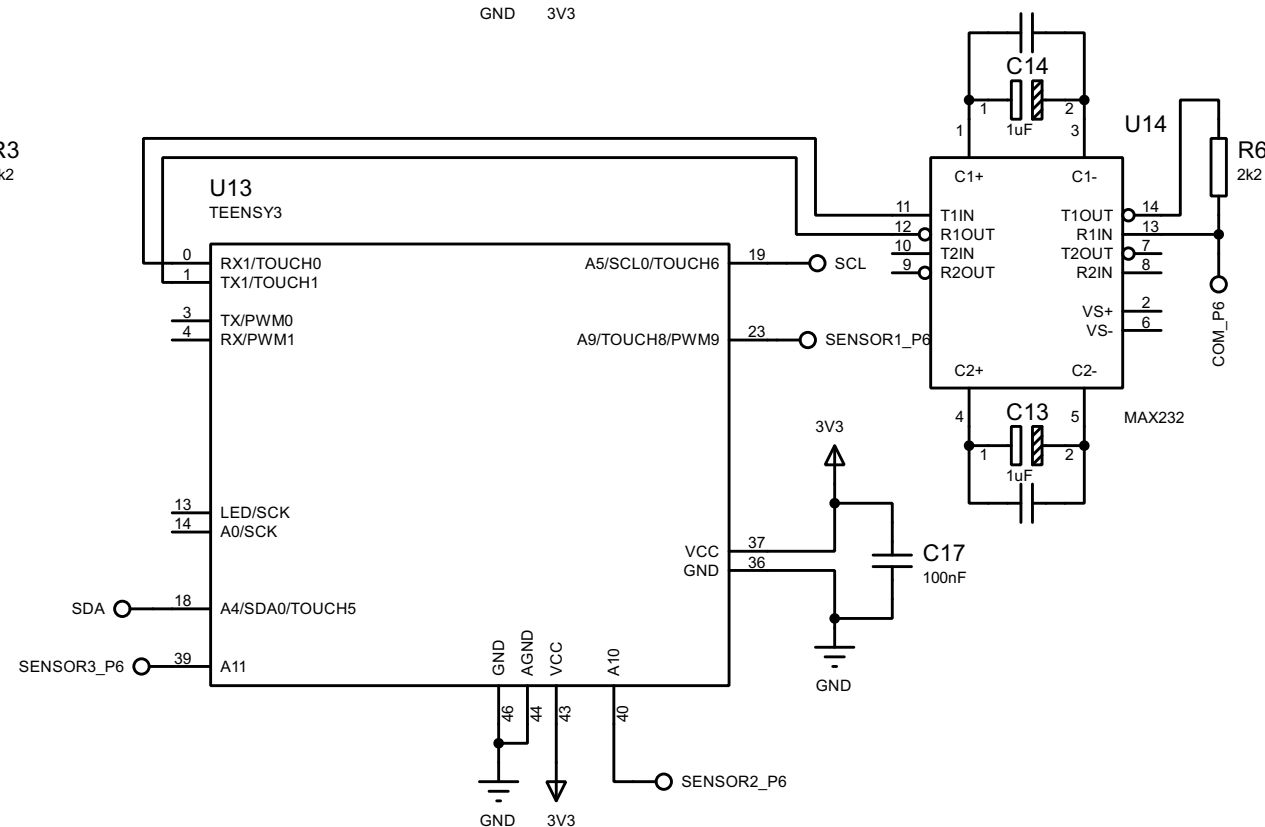 GND 3V3
R3
k2
U13
TEENSY3
0 RX1/TOUCH0
1 TX1/TOUCH1
3 TX/PWM0
4 RX/PWM1
13 LED/SCK
14 A0/SCK
SDA 18 A4/SDA0/TOUCH5
SENSOR3_P6 39 A11
A5/SCL0/TOUCH6 19 SCL
A9/TOUCH8/PWM9 23 SENSOR1_P6
VCC 37
GND 36
GND AGND VCC A10
46 44 43 40
GND 3V3
SENSOR2_P6
3V3
C17
100nF
GND
C14
1 2
1uF
1 3
U14
C1+ C1-
11 T1IN
12 R1OUT
10 T2IN
9 R2OUT
T1OUT 14
R1IN 13
T2OUT 7
R2IN 8
VS+ 2
VS- 6
C2+ C2-
4 5
C13
1 2
1uF
MAX232
R6
2k2
COM_P6